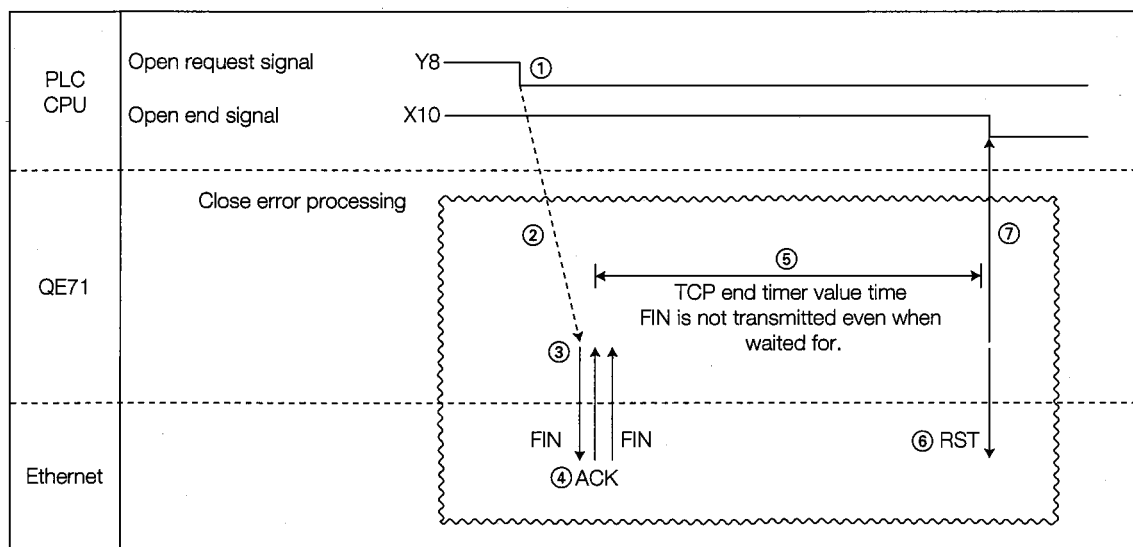 PLC
CPU
Open request signal Y8 ①
Open end signal X10
QE71
Close error processing
② ⑦
⑤
TCP end timer value time
FIN is not transmitted even when
waited for.
③
Ethernet
FIN FIN ⑥ RST
④ ACK